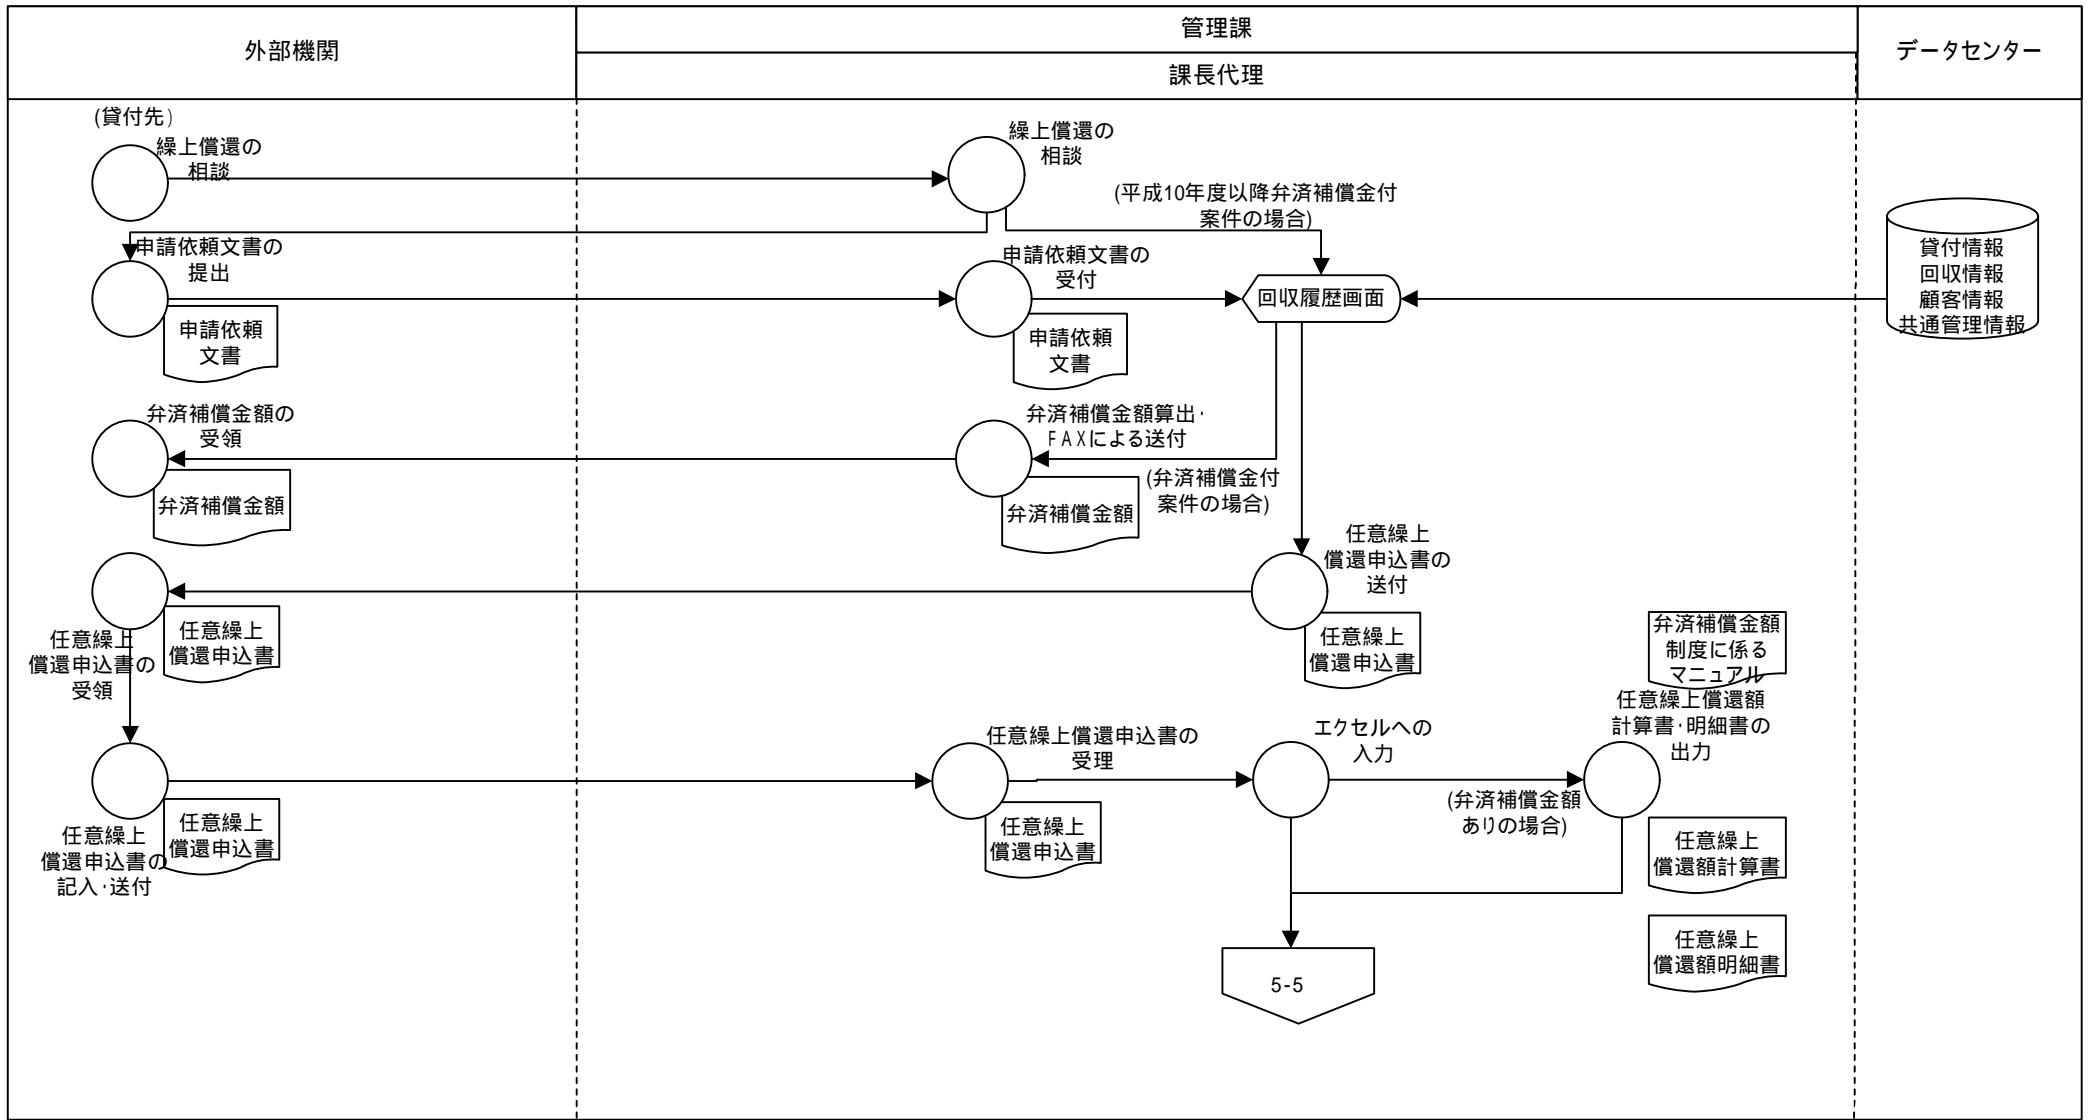 外部機関
管理課
課長代理
データセンター
(貸付先)
繰上償還の
相談
繰上償還の
相談
(平成10年度以降弁済補償金付
案件の場合)
申請依頼文書の
提出
申請依頼
文書
申請依頼文書の
受付
申請依頼
文書
回収履歴画面
貸付情報
回収情報
顧客情報
共通管理情報
弁済補償金額の
受領
弁済補償金額
弁済補償金額算出・
FAXによる送付
弁済補償金額
(弁済補償金付
案件の場合)
任意繰上
償還申込書の
送付
任意繰上
償還申込書
任意繰上
償還申込書の
受領
任意繰上
償還申込書
弁済補償金額
制度に係る
マニュアル
任意繰上償還額
計算書・明細書の
出力
任意繰上
償還申込書の
記入・送付
任意繰上
償還申込書
任意繰上償還申込書の
受理
任意繰上
償還申込書
エクセルへの
入力
(弁済補償金額
ありの場合)
任意繰上
償還額計算書
任意繰上
償還額明細書
5-5